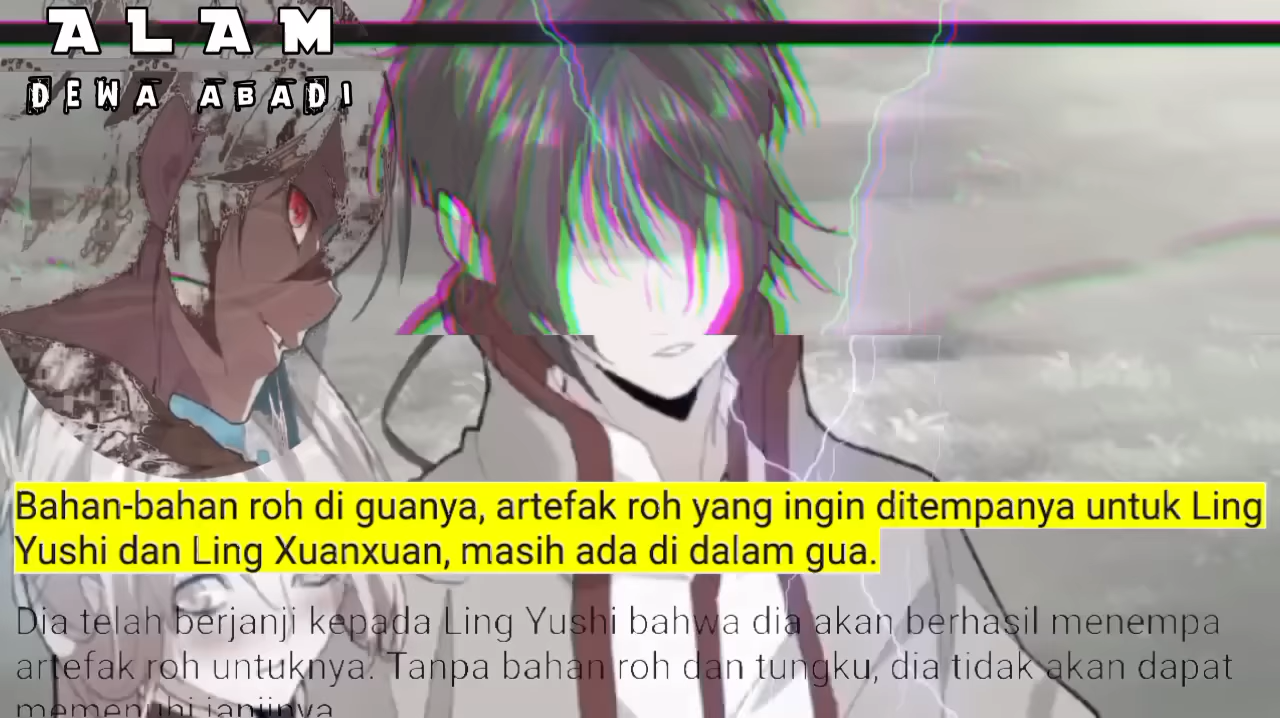 ALAM
DEWA ABADI
Bahan-bahan roh di guanya, artefak roh yang ingin ditempanya untuk Ling
Yushi dan Ling Xuanxuan, masih ada di dalam gua.
Dia telah berjanji kepada Ling Yushi bahwa dia akan berhasil menempa
artefak roh untuknya. Tanpa bahan roh dan tungku, dia tidak akan dapat
memenuhi janjinya